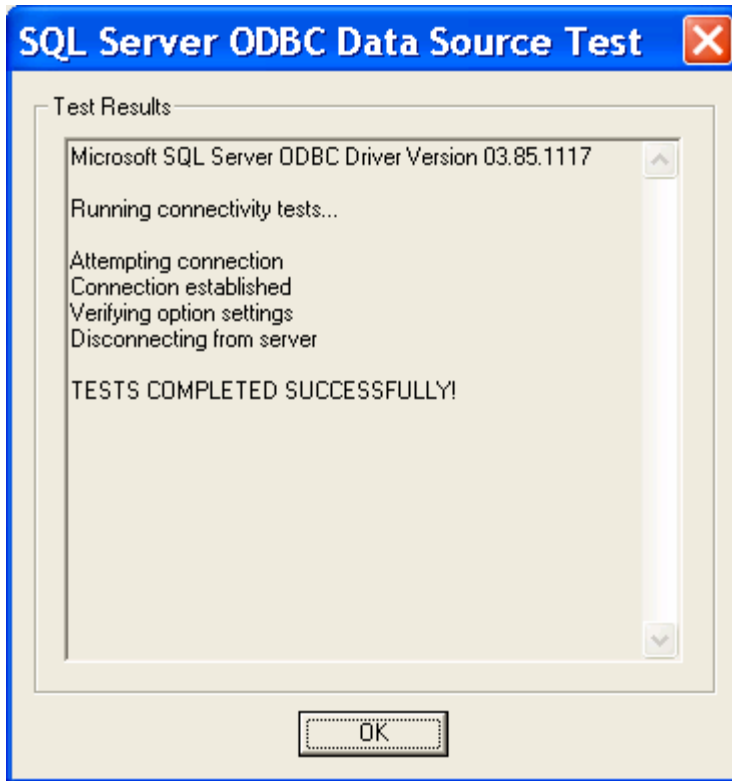 SQL Server ODBC Data Source Test
Test Results
Microsoft SQL Server ODBC Driver Version 03.85.1117
Running connectivity tests...
Attempting connection
Connection established
Verifying option settings
Disconnecting from server
TESTS COMPLETED SUCCESSFULLY!
OK